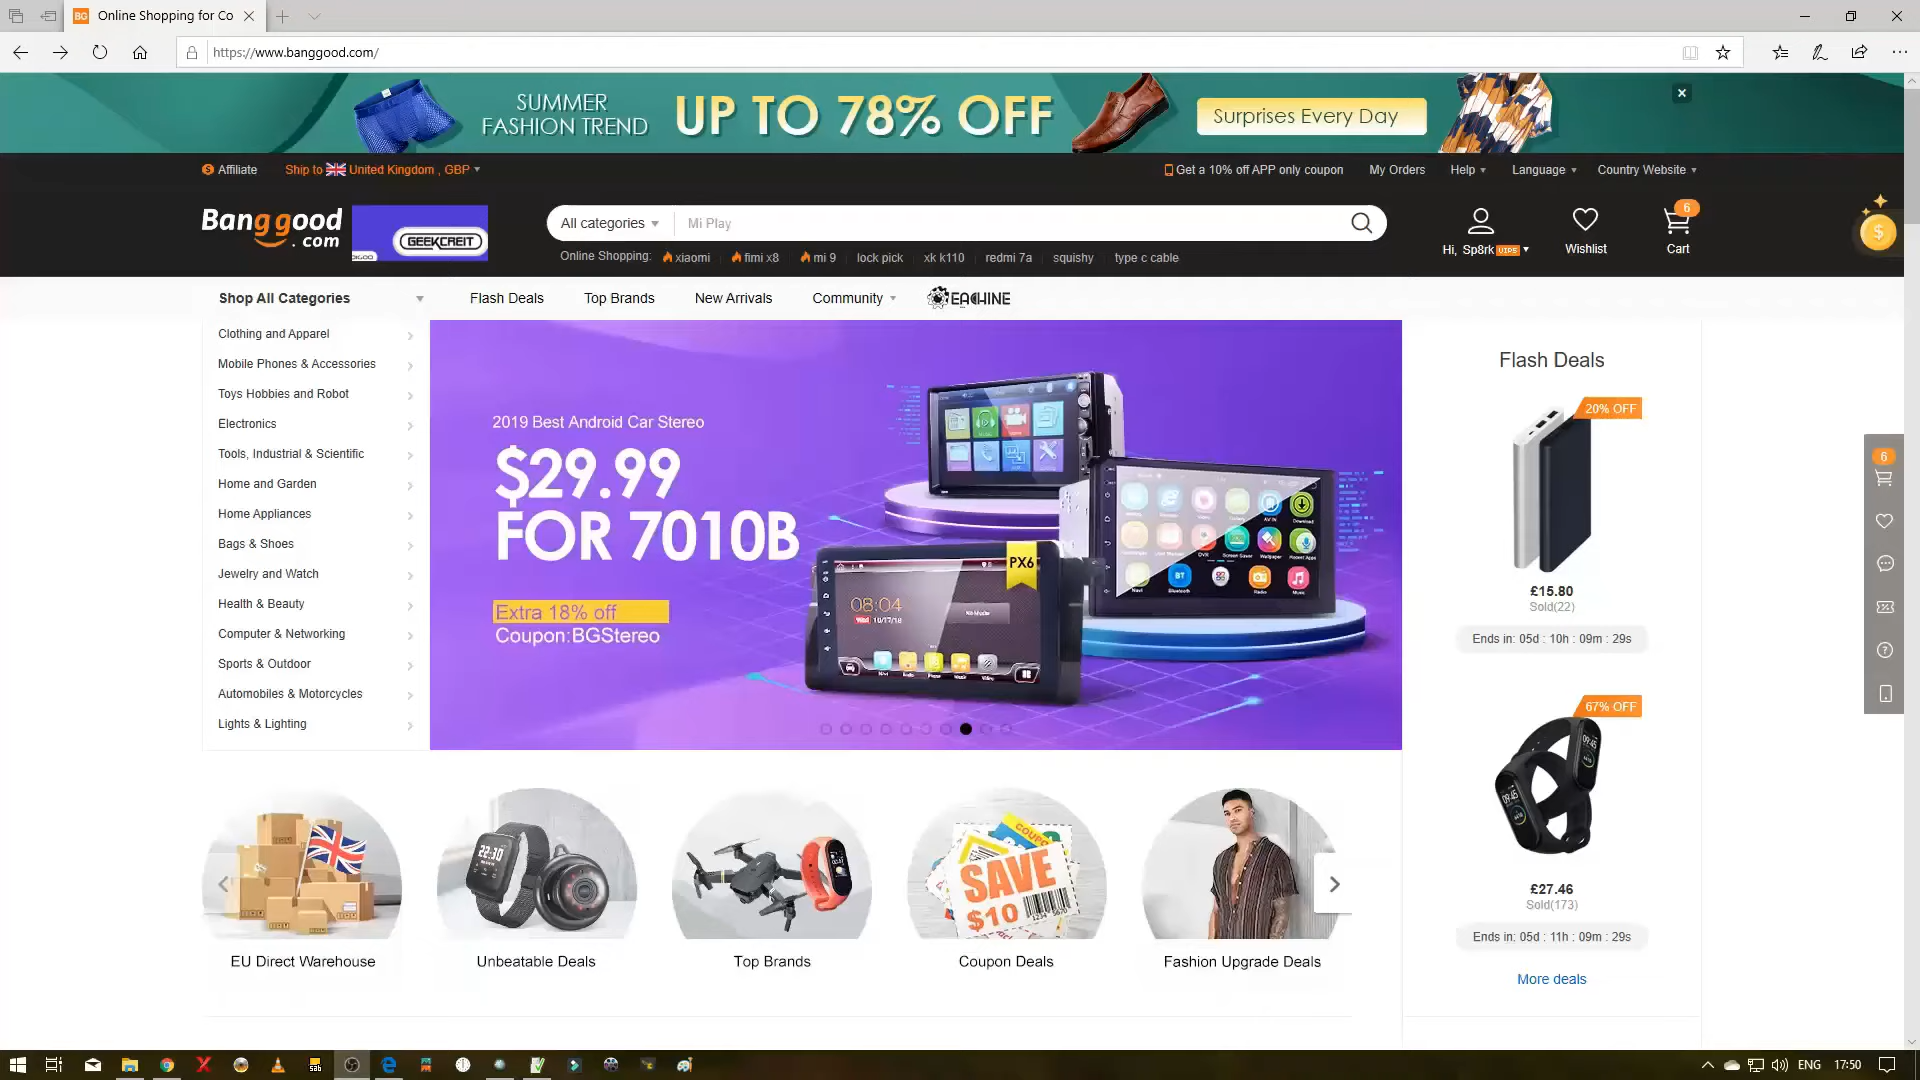 Online Shopping for Co
https://www.banggood.com/
SUMMER
FASHION TREND
UP TO 78% OFF
Surprises Every Day
Affiliate
Ship to United Kingdom , GBP
Get a 10% off APP only coupon
My Orders
Help
Language
Country Website
Banggood
.com
GEEKCREIT
All categories
Mi Play
Hi, Sp8rk
Wishlist
6
Cart
Online Shopping:
xiaomi
fimi x8
mi 9
lock pick
xk k110
redmi 7a
squishy
type c cable
Shop All Categories
Flash Deals
Top Brands
New Arrivals
Community
EACHINE
Clothing and Apparel
Mobile Phones & Accessories
Toys Hobbies and Robot
Electronics
Tools, Industrial & Scientific
Home and Garden
Home Appliances
Bags & Shoes
Jewelry and Watch
Health & Beauty
Computer & Networking
Sports & Outdoor
Automobiles & Motorcycles
Lights & Lighting
2019 Best Android Car Stereo
$29.99
FOR 7010B
Extra 18% off
Coupon:BGStereo
PX6
08:04
10/17/18
Flash Deals
20% OFF
£15.80
Sold(22)
Ends in: 05d : 10h : 09m : 29s
67% OFF
£27.46
Sold(173)
Ends in: 05d : 11h : 09m : 29s
More deals
6
22:30
COUPON
SAVE
$10
EU Direct Warehouse
Unbeatable Deals
Top Brands
Coupon Deals
Fashion Upgrade Deals
ENG
17:50